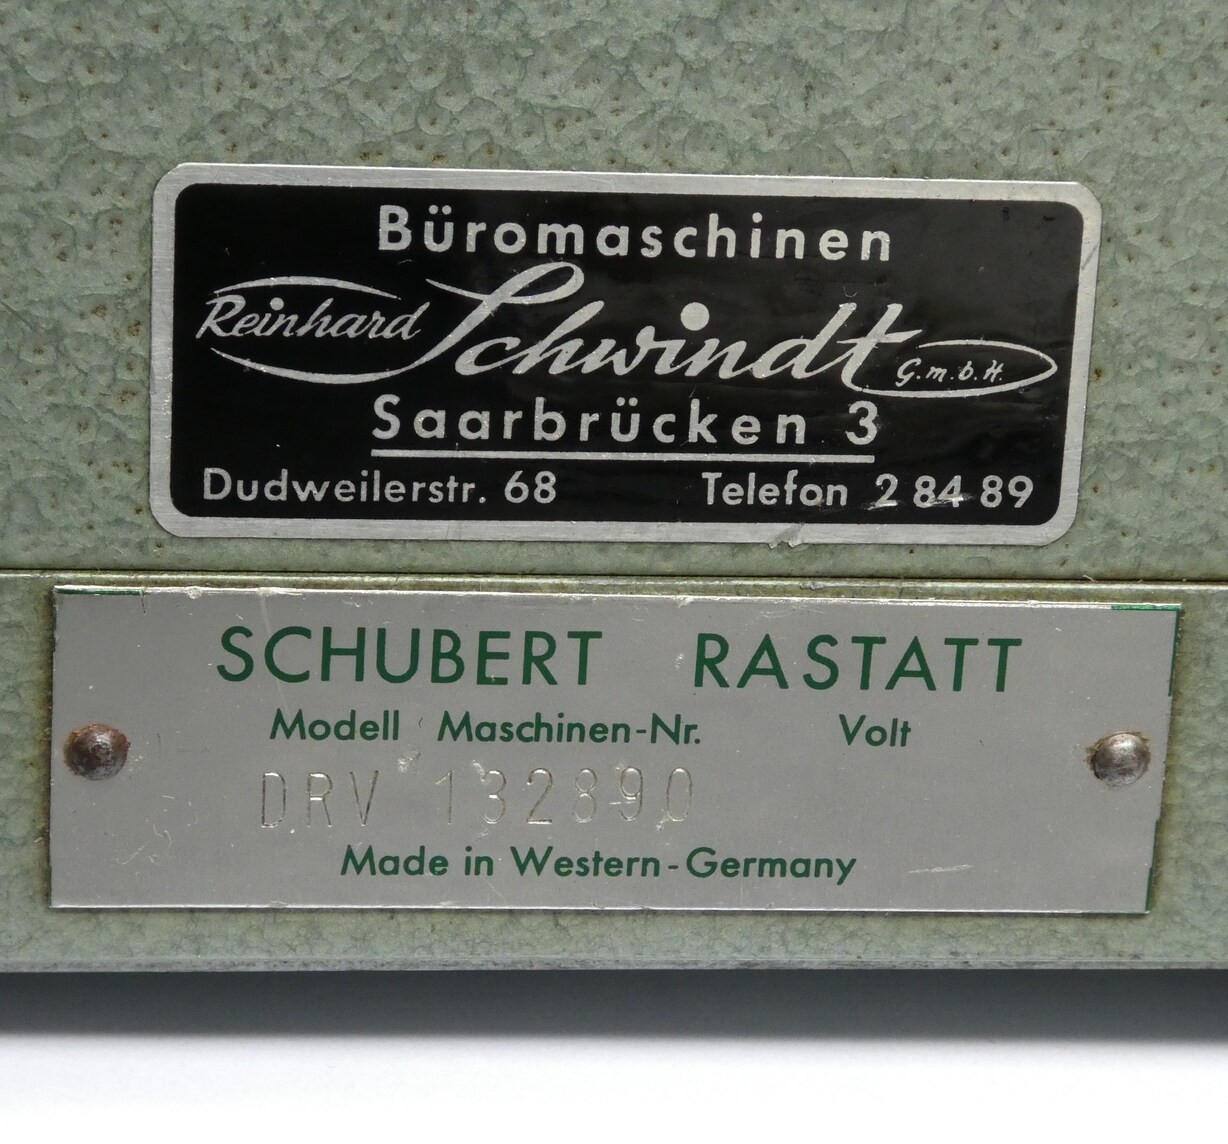 Büromaschinen
Reinhard Schwindt G.m.b.H.
Saarbrücken 3
Dudweilerstr. 68 Telefon 2 84 89
SCHUBERT RASTATT
Modell Maschinen-Nr. Volt
DRV 132890
Made in Western-Germany